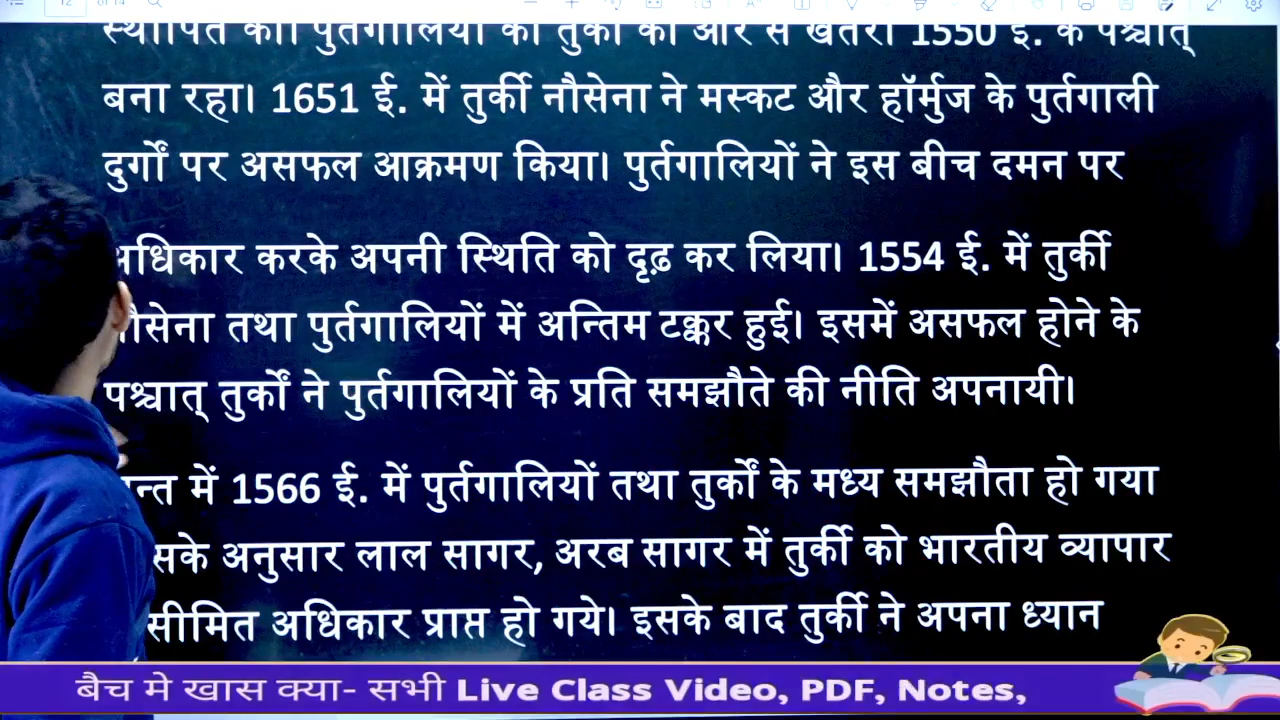 स्थापित की। पुर्तगालियों को तुर्कों की ओर से खतरा 1550 ई. के पश्चात्
बना रहा। 1651 ई. में तुर्की नौसेना ने मस्कट और हॉर्मुज के पुर्तगाली
दुर्गों पर असफल आक्रमण किया। पुर्तगालियों ने इस बीच दमन पर
अधिकार करके अपनी स्थिति को दृढ़ कर लिया। 1554 ई. में तुर्की
नौसेना तथा पुर्तगालियों में अन्तिम टक्कर हुई। इसमें असफल होने के
पश्चात् तुर्कों ने पुर्तगालियों के प्रति समझौते की नीति अपनायी।
अन्त में 1566 ई. में पुर्तगालियों तथा तुर्कों के मध्य समझौता हो गया
सके अनुसार लाल सागर, अरब सागर में तुर्की को भारतीय व्यापार
सीमित अधिकार प्राप्त हो गये। इसके बाद तुर्की ने अपना ध्यान
बैच मे खास क्या- सभी Live Class Video, PDF, Notes,